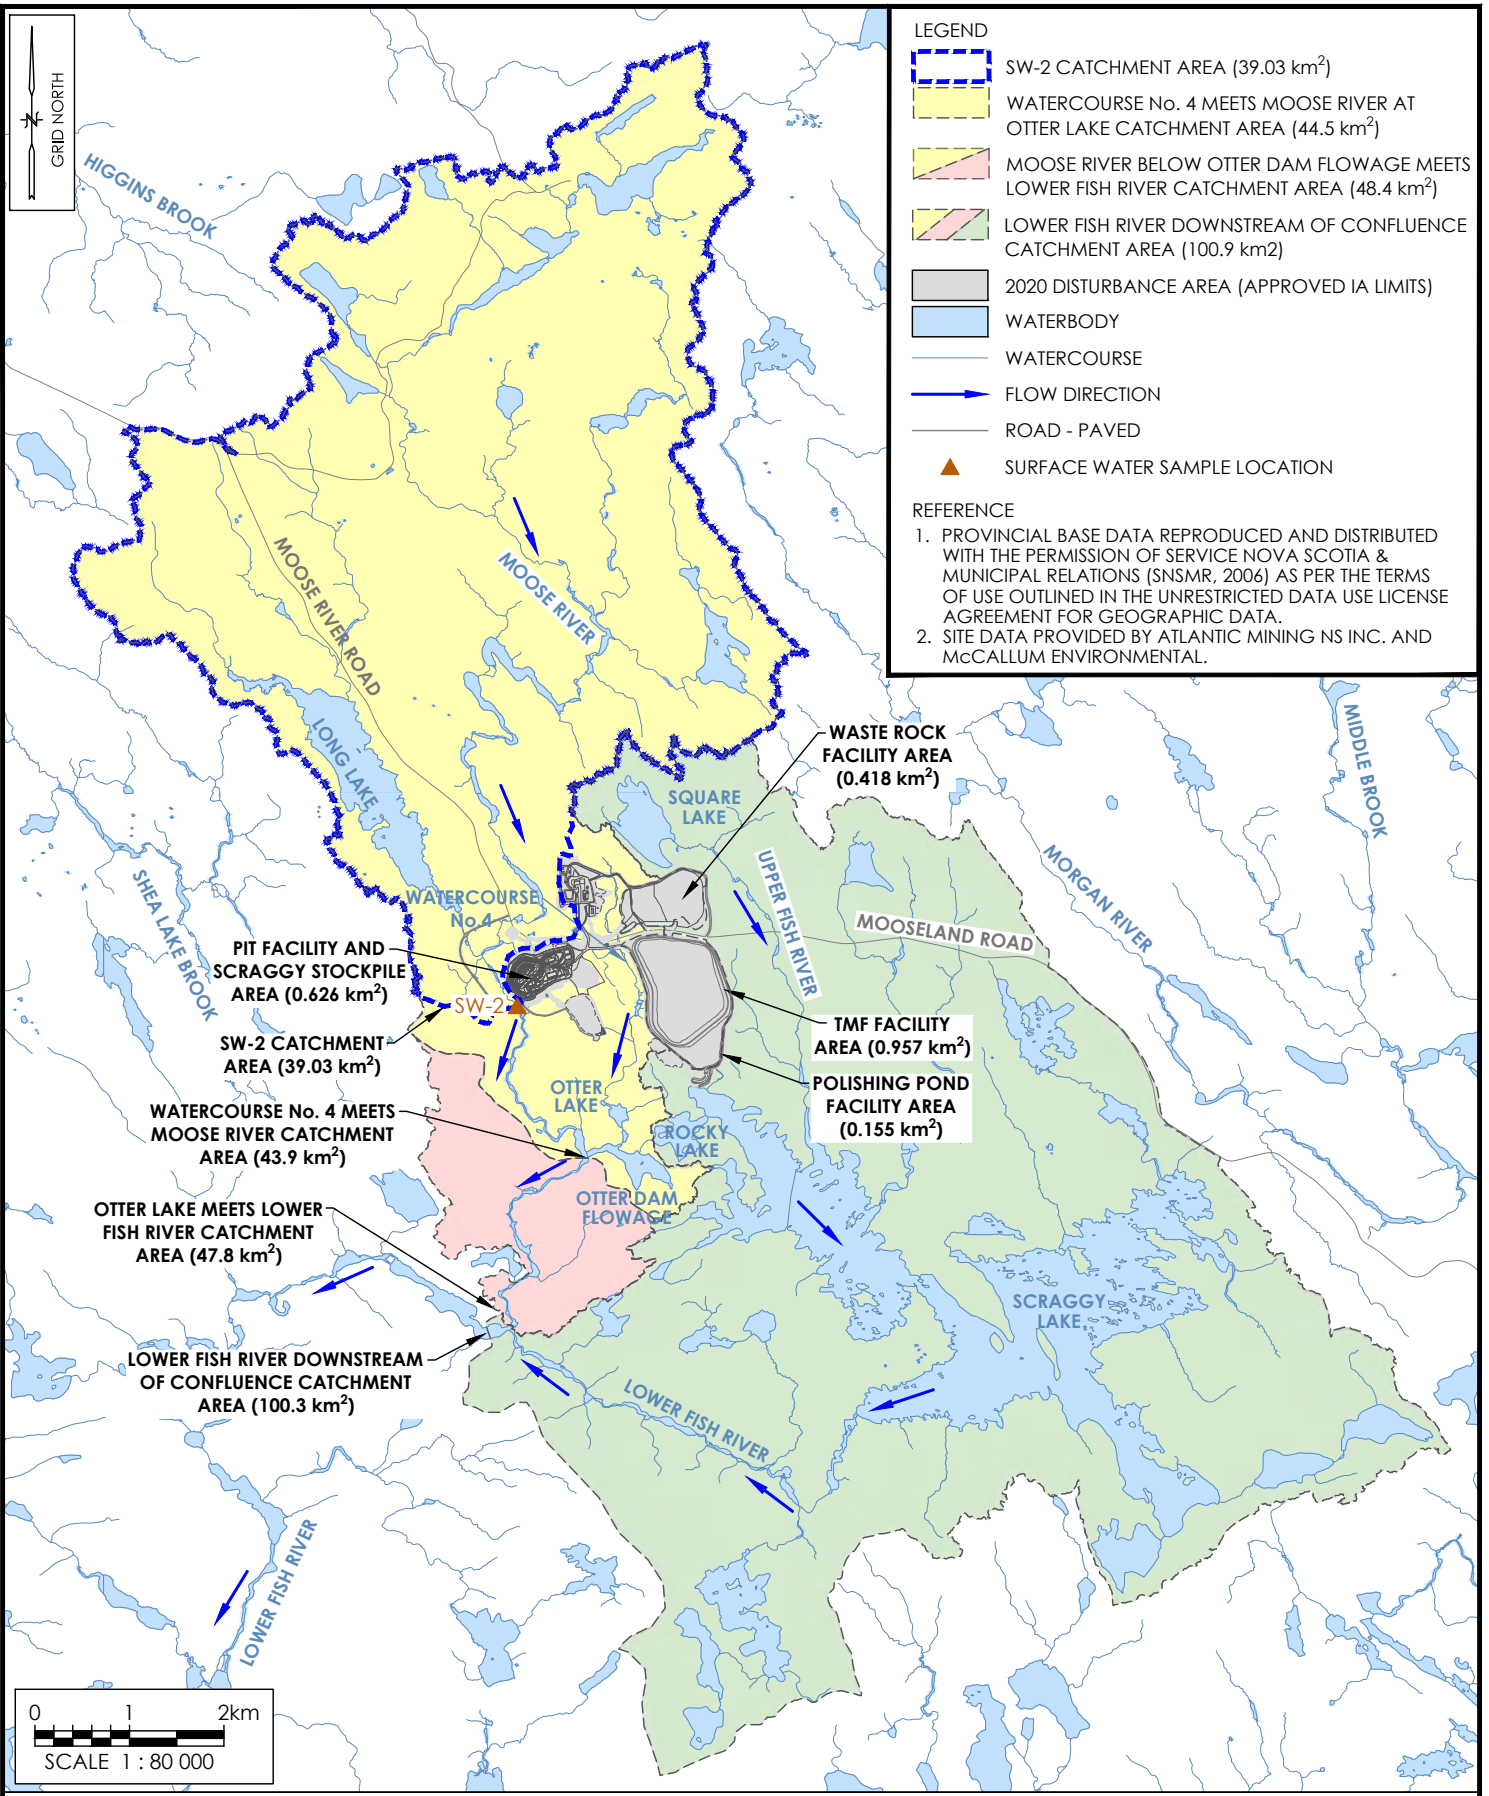 GRID NORTH
N
LEGEND
SW-2 CATCHMENT AREA (39.03 km²)
WATERCOURSE No. 4 MEETS MOOSE RIVER AT
OTTER LAKE CATCHMENT AREA (44.5 km²)
MOOSE RIVER BELOW OTTER DAM FLOWAGE MEETS
LOWER FISH RIVER CATCHMENT AREA (48.4 km²)
LOWER FISH RIVER DOWNSTREAM OF CONFLUENCE
CATCHMENT AREA (100.9 km2)
2020 DISTURBANCE AREA (APPROVED IA LIMITS)
WATERBODY
WATERCOURSE
FLOW DIRECTION
ROAD - PAVED
SURFACE WATER SAMPLE LOCATION
REFERENCE
1. PROVINCIAL BASE DATA REPRODUCED AND DISTRIBUTED
WITH THE PERMISSION OF SERVICE NOVA SCOTIA &
MUNICIPAL RELATIONS (SNSMR, 2006) AS PER THE TERMS
OF USE OUTLINED IN THE UNRESTRICTED DATA USE LICENSE
AGREEMENT FOR GEOGRAPHIC DATA.
2. SITE DATA PROVIDED BY ATLANTIC MINING NS INC. AND
McCALLUM ENVIRONMENTAL.
HIGGINS BROOK
MOOSE RIVER ROAD
MOOSE RIVER
LONG LAKE
WASTE ROCK
FACILITY AREA
(0.418 km²)
MIDDLE BROOK
SQUARE
LAKE
SHEA LAKE BROOK
WATERCOURSE
No.4
UPPER FISH RIVER
MOOSELAND ROAD
MORGAN RIVER
PIT FACILITY AND
SCRAGGY STOCKPILE
AREA (0.626 km²)
SW-2
SW-2 CATCHMENT
AREA (39.03 km²)
TMF FACILITY
AREA (0.957 km²)
POLISHING POND
FACILITY AREA
(0.155 km²)
OTTER
LAKE
WATERCOURSE No. 4 MEETS
MOOSE RIVER CATCHMENT
AREA (43.9 km²)
ROCKY
LAKE
OTTER DAM
FLOWAGE
OTTER LAKE MEETS LOWER
FISH RIVER CATCHMENT
AREA (47.8 km²)
SCRAGGY
LAKE
LOWER FISH RIVER DOWNSTREAM
OF CONFLUENCE CATCHMENT
AREA (100.3 km²)
LOWER FISH RIVER
LOWER FISH RIVER
0 1 2km
SCALE 1 : 80 000